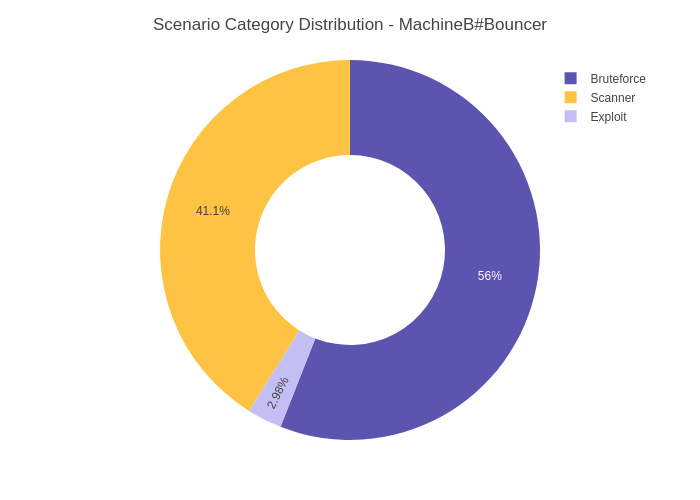 Scenario Category Distribution - MachineB#Bouncer
Bruteforce
Scanner
Exploit
41.1%
56%
2.98%